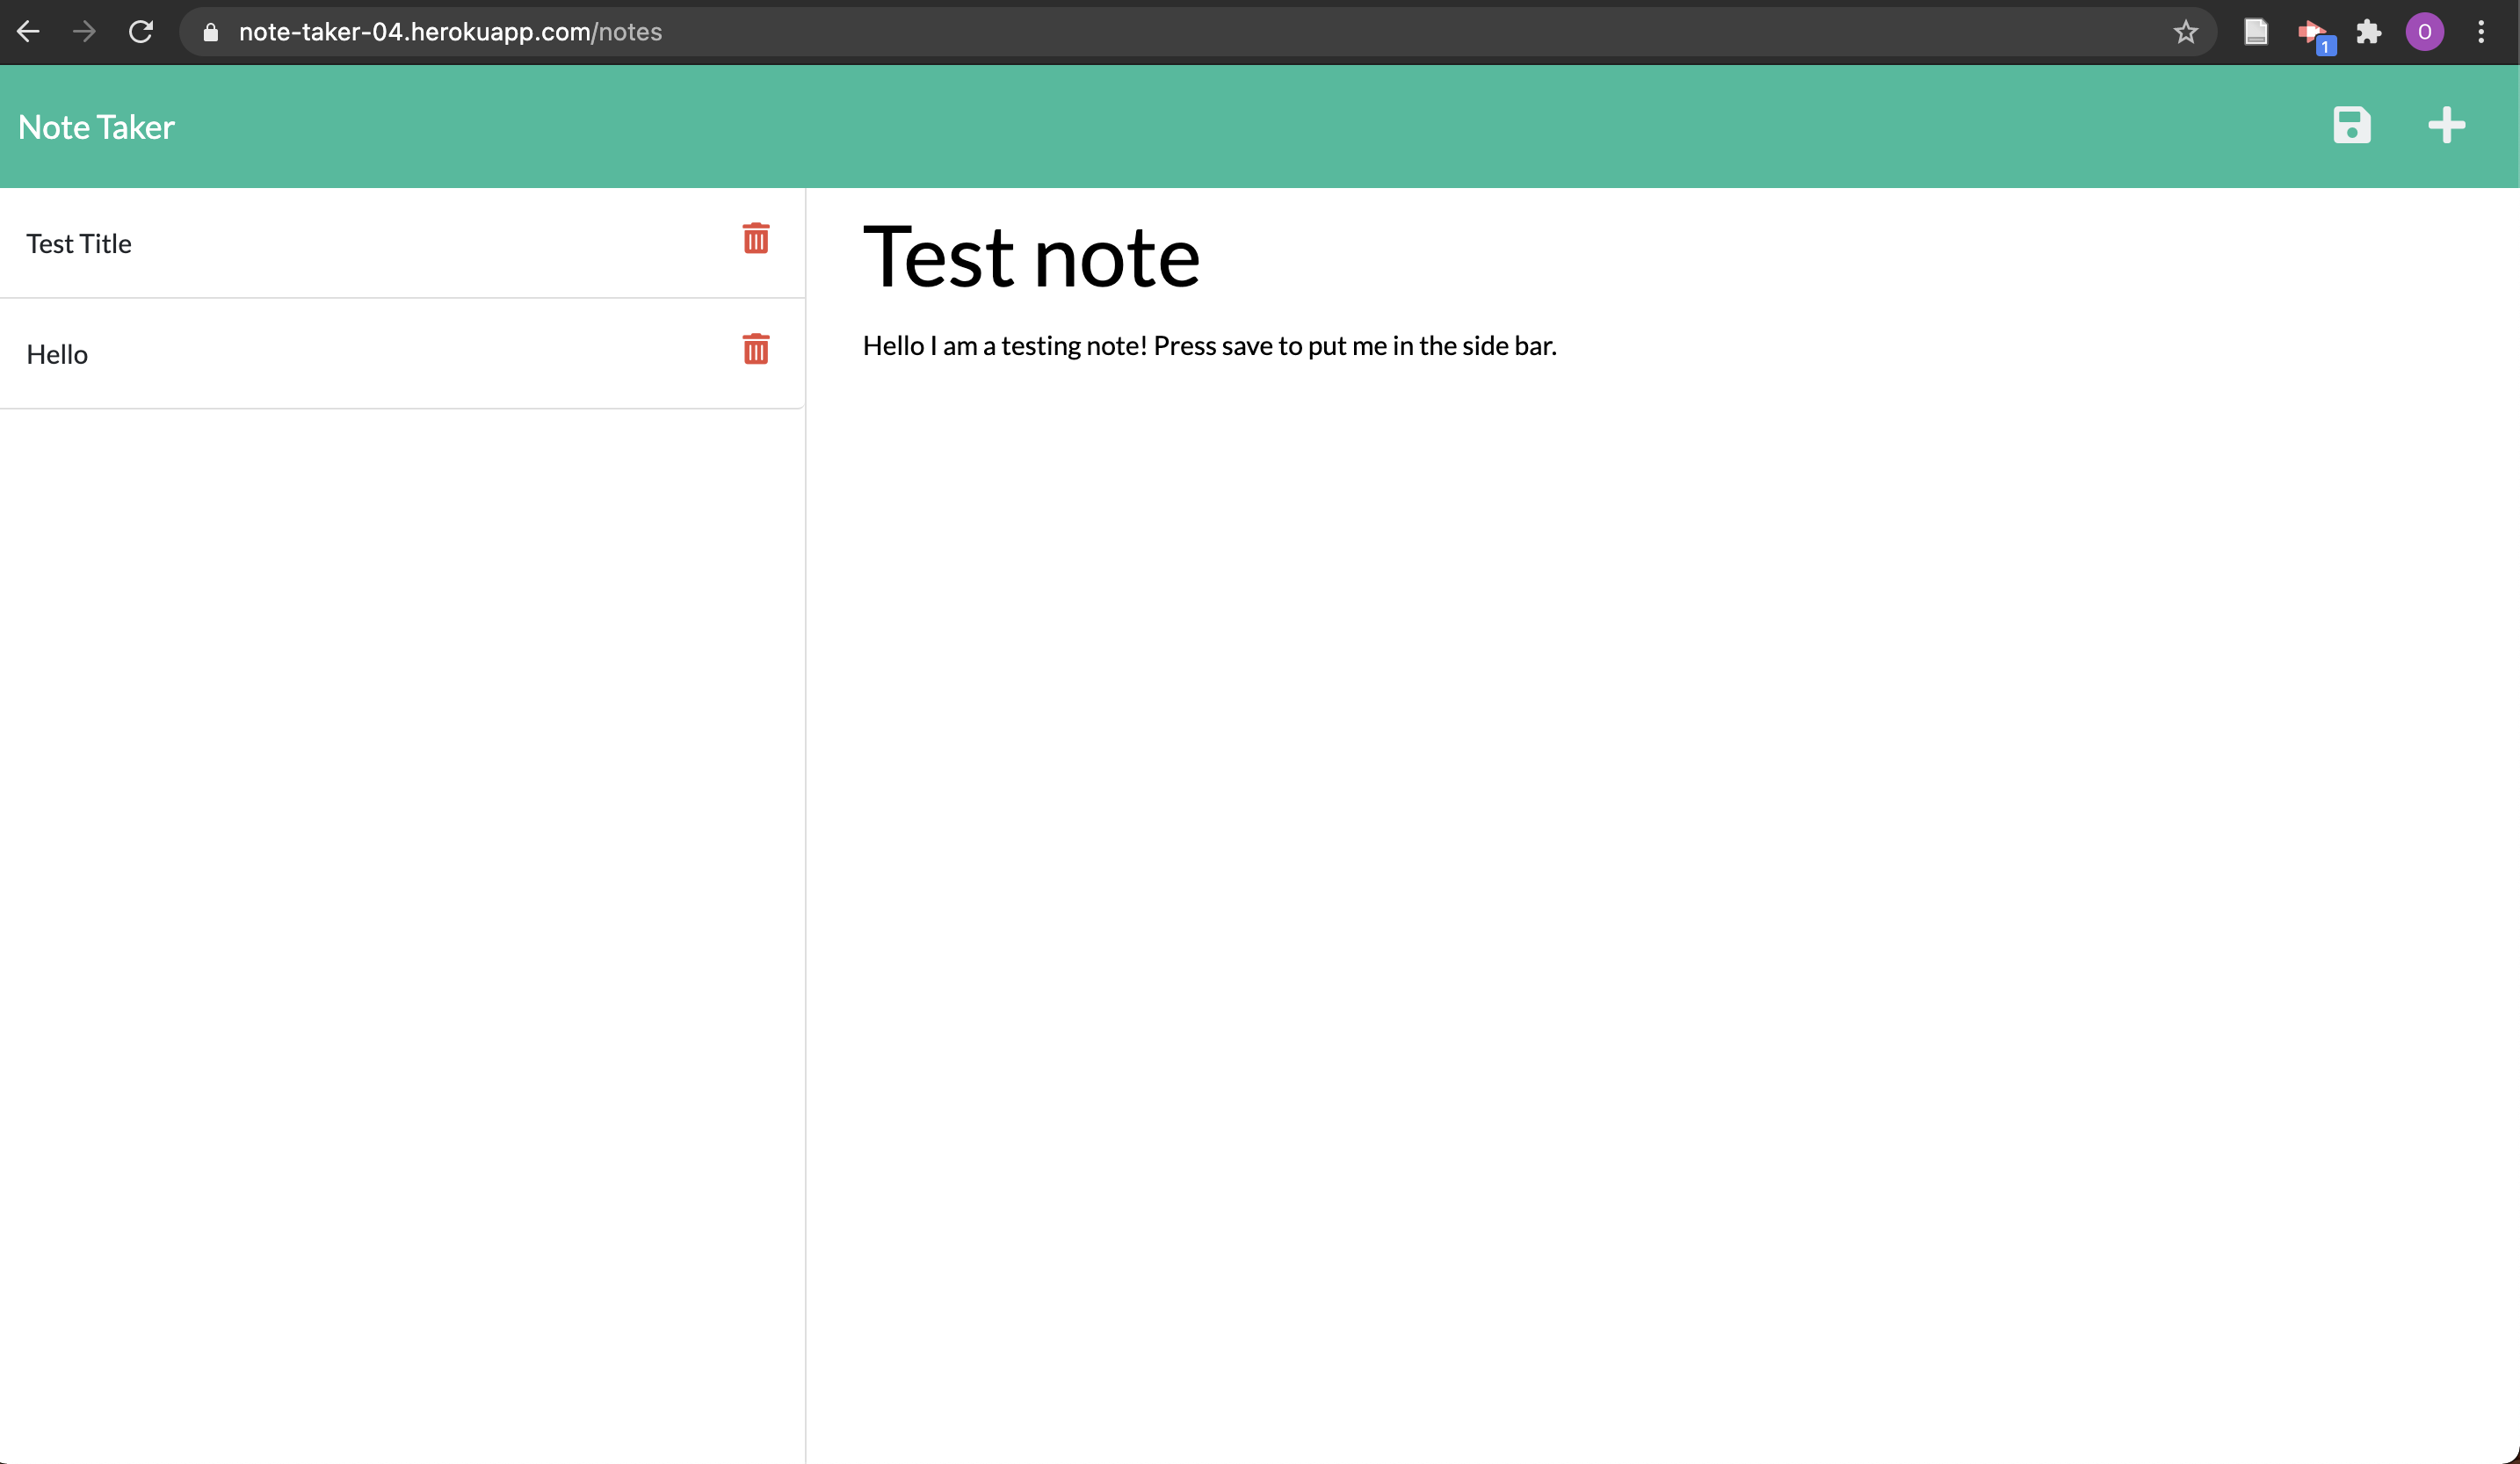 note-taker-04.herokuapp.com/notes
1
O
Note Taker
Test Title
Hello
Test note
Hello I am a testing note! Press save to put me in the side bar.